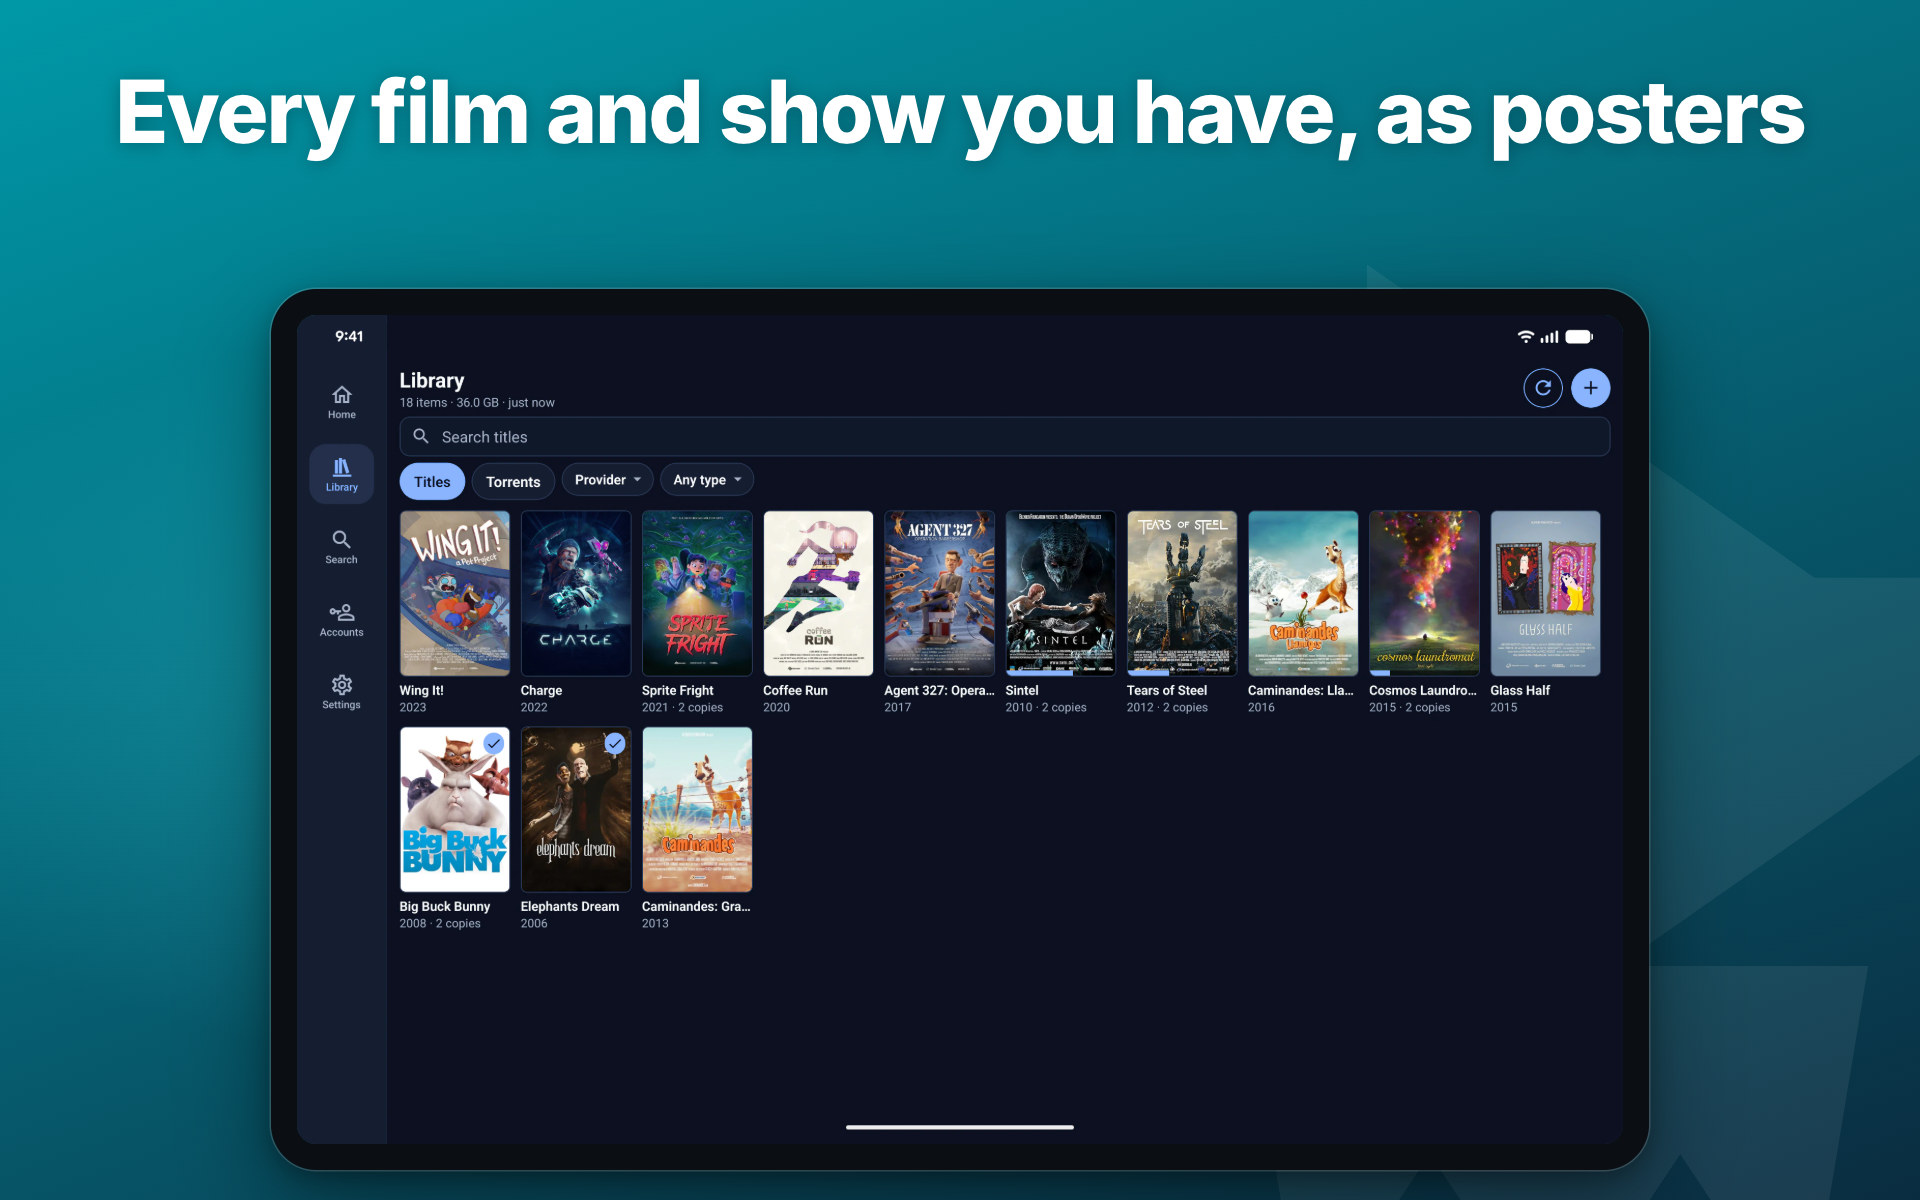 Every film and show you have, as posters
9:41
Home
Library
Search
Accounts
Settings
Library
18 items · 36.0 GB · just now
Search titles
Titles
Torrents
Provider
Any type
WING IT!
a Pet Project
CHARGE
SPRITE
FRIGHT
coffee
RUN
AGENT 327
OPERATION BARBERSHOP
SINTEL
TEARS OF STEEL
Caminandes
Llamigos
cosmos laundromat
GLASS HALF
Wing It!
2023
Charge
2022
Sprite Fright
2021 · 2 copies
Coffee Run
2020
Agent 327: Opera...
2017
Sintel
2010 · 2 copies
Tears of Steel
2012 · 2 copies
Caminandes: Lla...
2016
Cosmos Laundro...
2015 · 2 copies
Glass Half
2015
Big Buck
BUNNY
elephants dream
Caminandes
Big Buck Bunny
2008 · 2 copies
Elephants Dream
2006
Caminandes: Gra...
2013